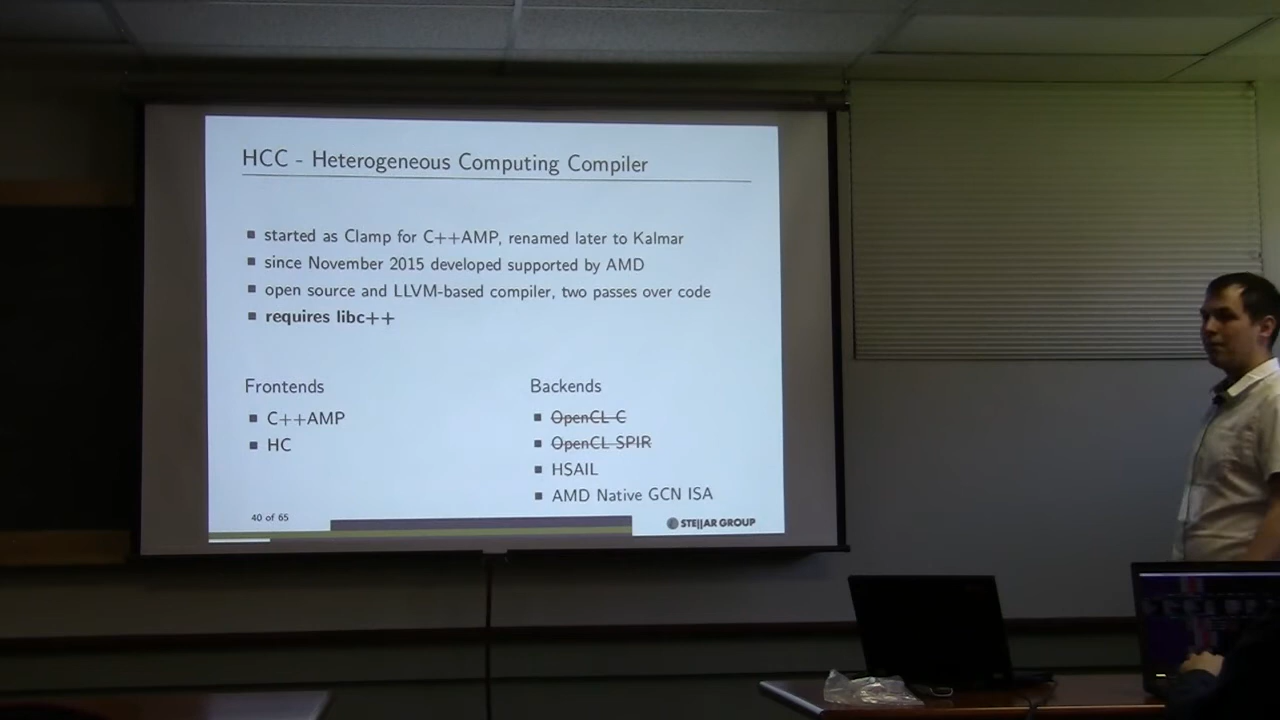 HCC - Heterogeneous Computing Compiler
started as Clamp for C++AMP, renamed later to Kalmar
since November 2015 developed supported by AMD
open source and LLVM-based compiler, two passes over code
requires libc++
Frontends
C++AMP
HC
Backends
OpenCL C
OpenCL SPIR
HSAIL
AMD Native GCN ISA
40 of 65
STE||AR GROUP